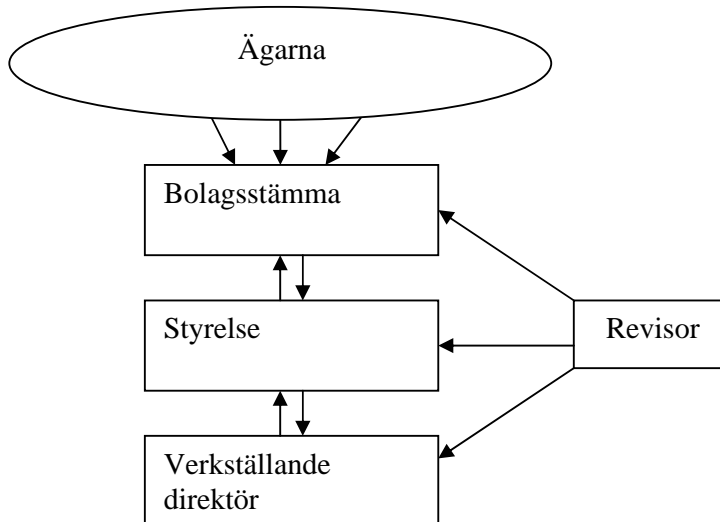 Ägarna
Bolagsstämma
Styrelse
Revisor
Verkställande
direktör